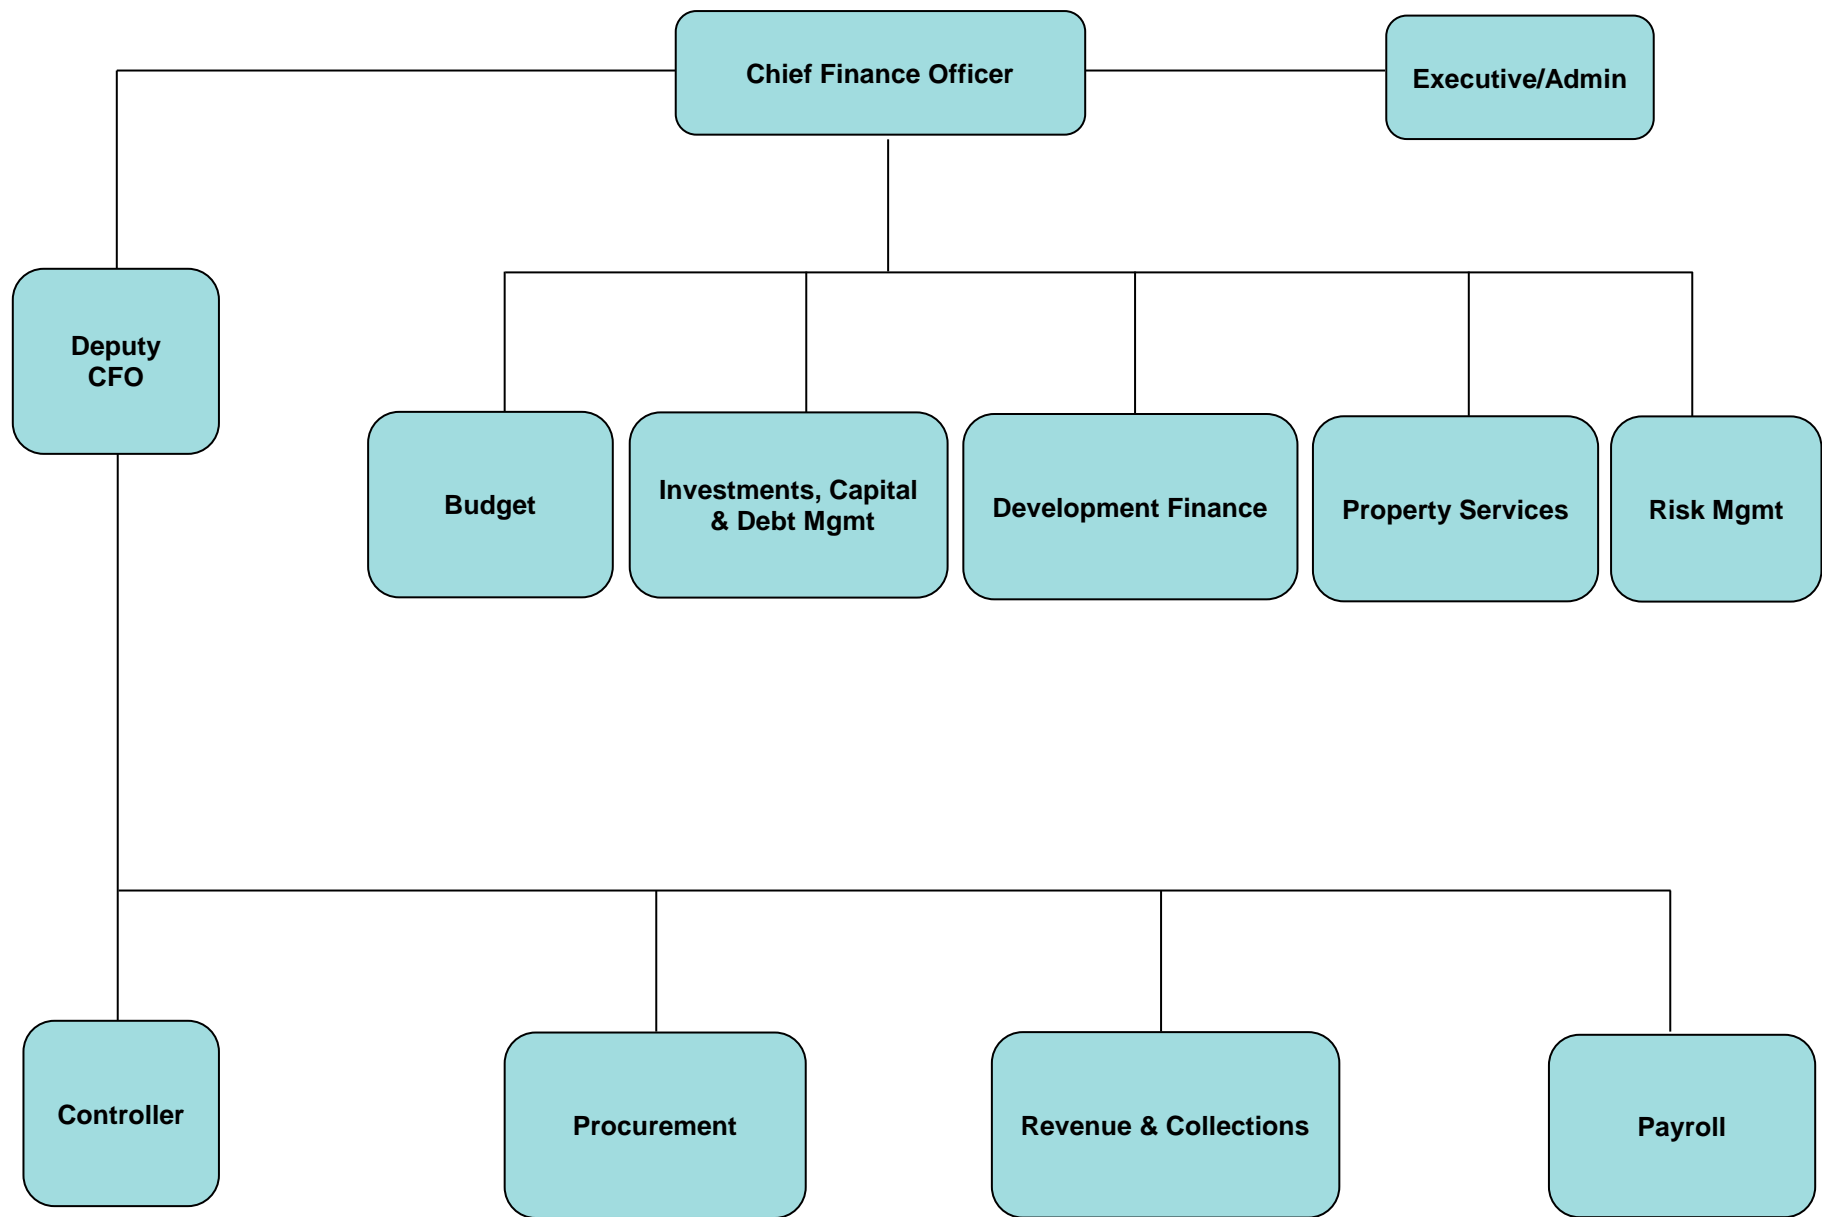 Chief Finance Officer
Executive/Admin
Deputy
CFO
Budget
Investments, Capital
& Debt Mgmt
Development Finance
Property Services
Risk Mgmt
Controller
Procurement
Revenue & Collections
Payroll